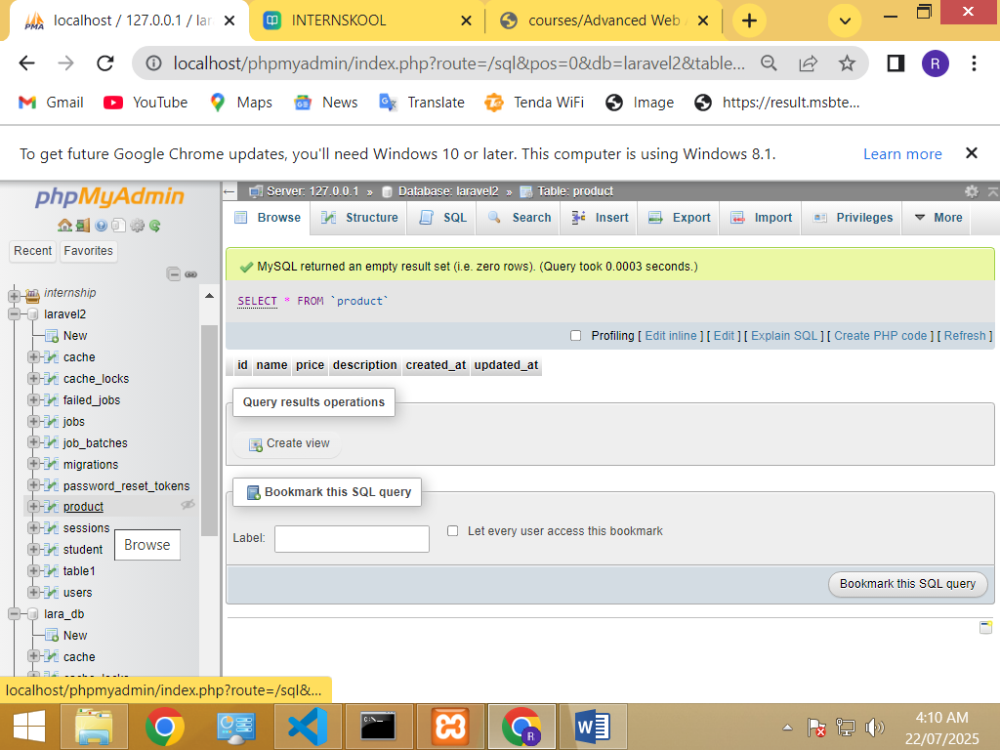 localhost / 127.0.0.1 / lar
INTERNSKOOL
courses/Advanced Web
localhost/phpmyadmin/index.php?route=/sql&pos=0&db=laravel2&table...
R
Gmail
YouTube
Maps
News
Translate
Tenda WiFi
Image
https://result.msbte...
To get future Google Chrome updates, you'll need Windows 10 or later. This computer is using Windows 8.1.
Learn more
phpMyAdmin
Recent
Favorites
internship
laravel2
New
cache
cache_locks
failed_jobs
jobs
job_batches
migrations
password_reset_tokens
product
sessions
student
Browse
table1
users
lara_db
New
cache
Server: 127.0.0.1 » Database: laravel2 » Table: product
Browse Structure SQL Search Insert Export Import Privileges More
MySQL returned an empty result set (i.e. zero rows). (Query took 0.0003 seconds.)
SELECT * FROM `product`
Profiling [ Edit inline ] [ Edit ] [ Explain SQL ] [ Create PHP code ] [ Refresh ]
id name price description created_at updated_at
Query results operations
Create view
Bookmark this SQL query
Label:
Let every user access this bookmark
Bookmark this SQL query
localhost/phpmyadmin/index.php?route=/sql&...
4:10 AM
22/07/2025